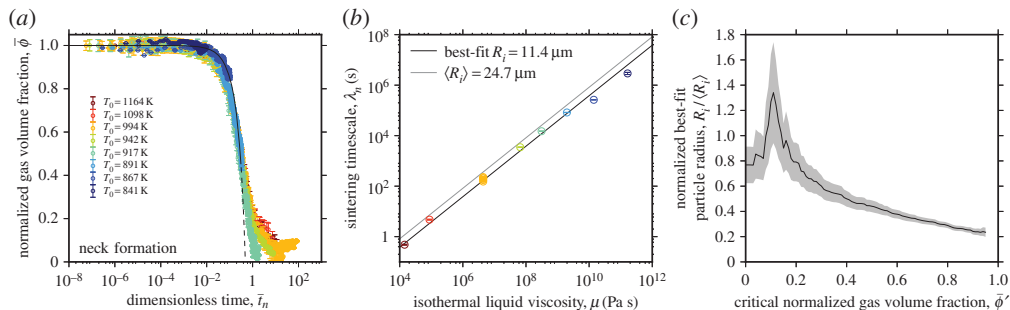 (a)
normalized gas volume fraction, ϕ̄
1.0
0.8
0.6
0.4
0.2
0
T₀ = 1164 K
T₀ = 1098 K
T₀ = 994 K
T₀ = 942 K
T₀ = 917 K
T₀ = 891 K
T₀ = 867 K
T₀ = 841 K
neck formation
10⁻⁸ 10⁻⁶ 10⁻⁴ 10⁻² 1 10²
dimensionless time, t̄ₙ
(b)
sintering timescale, λₙ (s)
10⁸
10⁶
10⁴
10²
1
best-fit Rᵢ = 11.4 µm
⟨Rᵢ⟩ = 24.7 µm
10⁴ 10⁶ 10⁸ 10¹⁰ 10¹²
isothermal liquid viscosity, µ (Pa s)
(c)
normalized best-fit
particle radius, Rᵢ/⟨Rᵢ⟩
1.8
1.6
1.4
1.2
1.0
0.8
0.6
0.4
0.2
0
0 0.2 0.4 0.6 0.8 1.0
critical normalized gas volume fraction, ϕ̄′